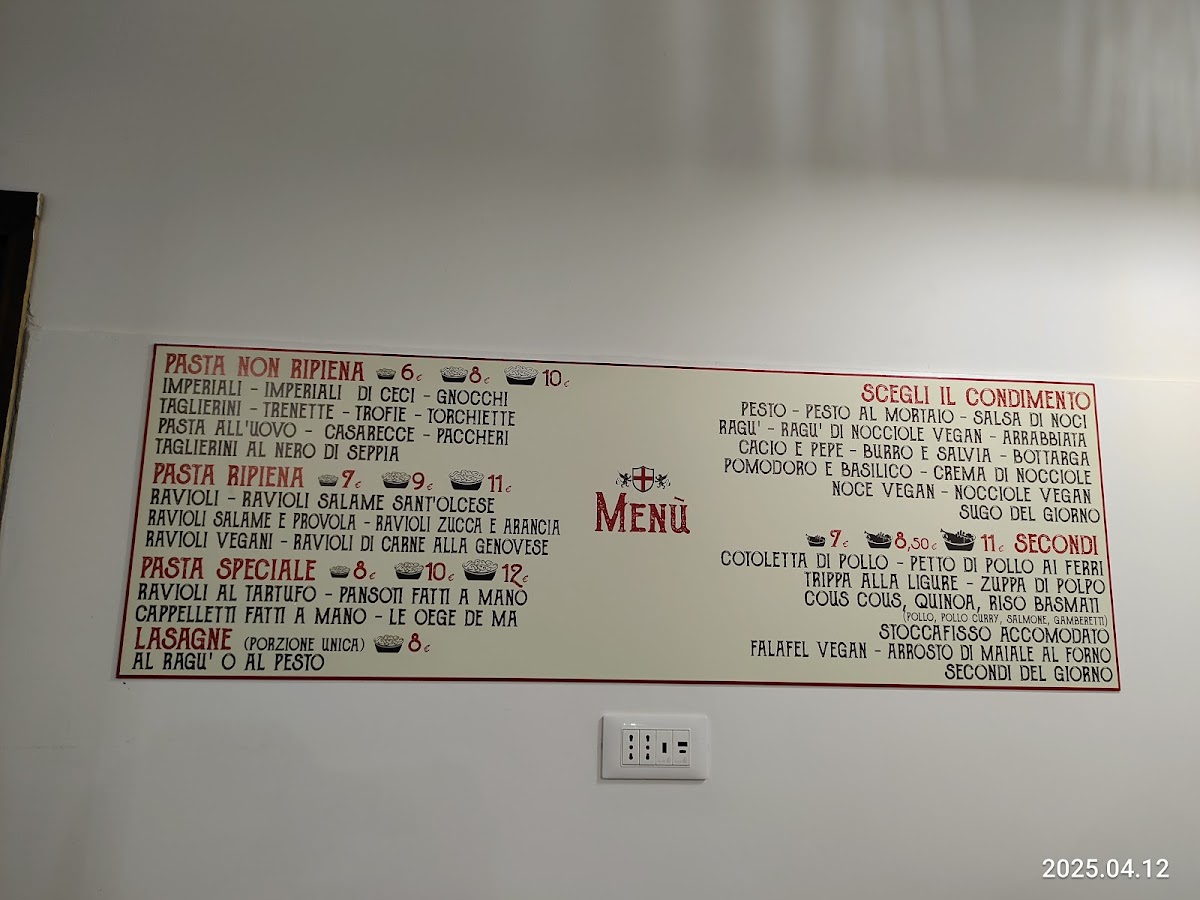 PASTA NON RIPIENA 6€ 8€ 10€
IMPERIALI - IMPERIALI DI CECI - GNOCCHI
TAGLIERINI - TRENETTE - TROFIE - TORCHIETTE
PASTA ALL'UOVO - CASARECCE - PACCHERI
TAGLIERINI AL NERO DI SEPPIA
PASTA RIPIENA 7€ 9€ 11€
RAVIOLI - RAVIOLI SALAME SANT'OLCESE
RAVIOLI SALAME E PROVOLA - RAVIOLI ZUCCA E ARANCIA
RAVIOLI VEGANI - RAVIOLI DI CARNE ALLA GENOVESE
PASTA SPECIALE 8€ 10€ 12€
RAVIOLI AL TARTUFO - PANSOTI FATTI A MANO
CAPPELLETTI FATTI A MANO - LE OEGE DE MA
LASAGNE (PORZIONE UNICA) 8€
AL RAGU' O AL PESTO
MENÙ
SCEGLI IL CONDIMENTO
PESTO - PESTO AL MORTAIO - SALSA DI NOCI
RAGU' - RAGU' DI NOCCIOLE VEGAN - ARRABBIATA
CACIO E PEPE - BURRO E SALVIA - BOTTARGA
POMODORO E BASILICO - CREMA DI NOCCIOLE
NOCE VEGAN - NOCCIOLE VEGAN
SUGO DEL GIORNO
7€ 8,50€ 11€ SECONDI
COTOLETTA DI POLLO - PETTO DI POLLO AI FERRI
TRIPPA ALLA LIGURE - ZUPPA DI POLPO
COUS COUS, QUINOA, RISO BASMATI
(POLLO, POLLO CURRY, SALMONE, GAMBERETTI)
STOCCAFISSO ACCOMODATO
FALAFEL VEGAN - ARROSTO DI MAIALE AL FORNO
SECONDI DEL GIORNO
2025.04.12